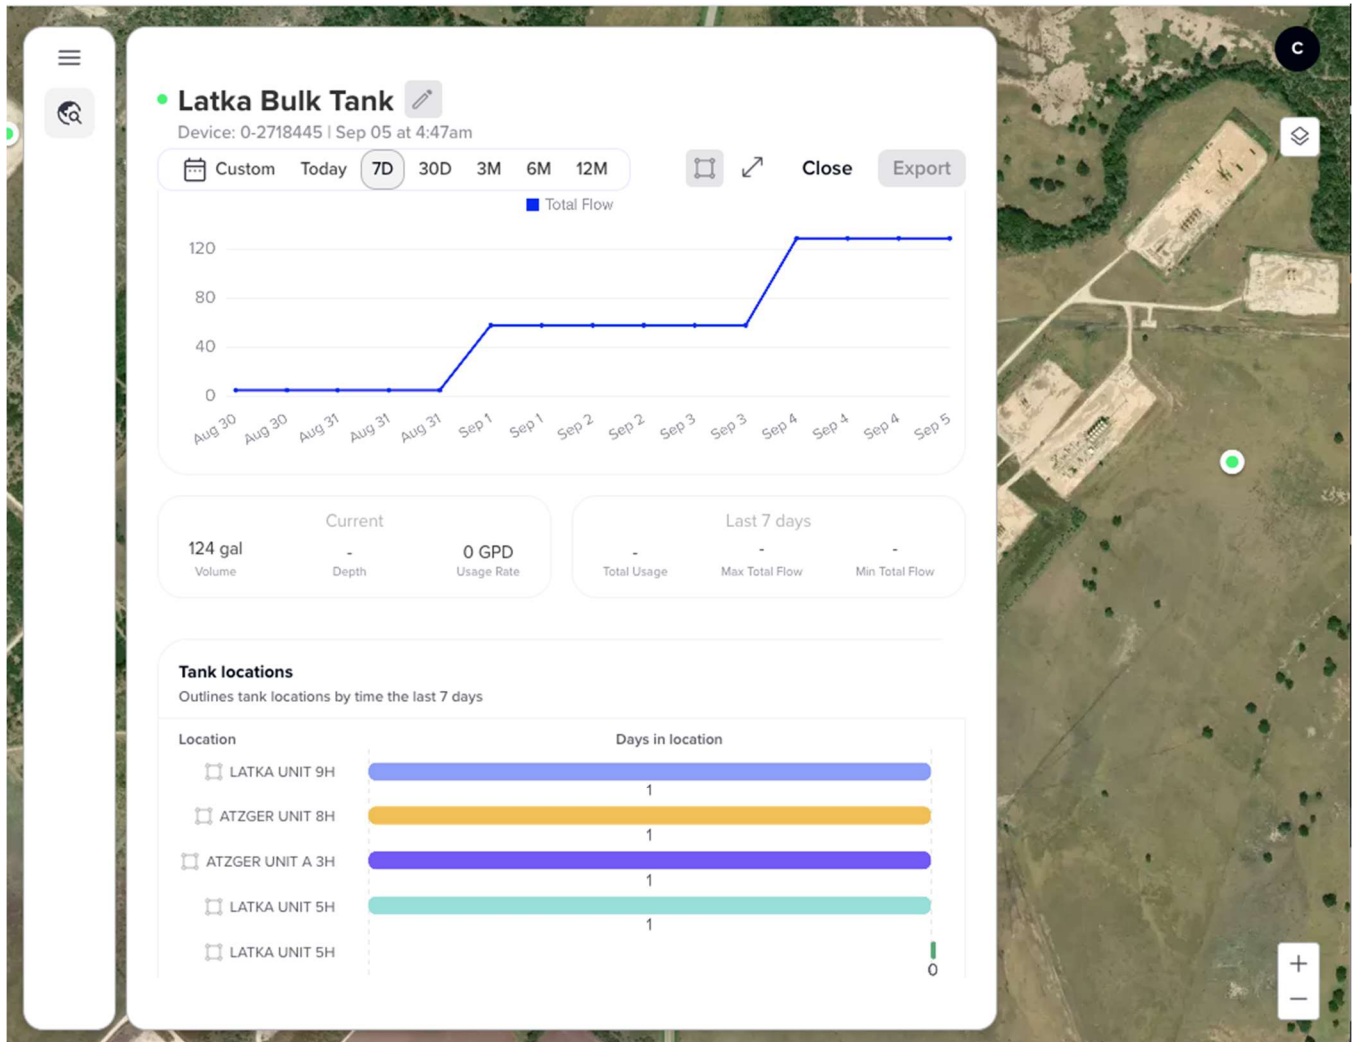 C
Latka Bulk Tank
Device: 0-2718445 | Sep 05 at 4:47am
Custom Today 7D 30D 3M 6M 12M Close Export
Total Flow
120
80
40
0
Aug 30 Aug 30 Aug 31 Aug 31 Aug 31 Sep 1 Sep 1 Sep 2 Sep 2 Sep 3 Sep 3 Sep 4 Sep 4 Sep 4 Sep 5
Current
124 gal - 0 GPD
Volume Depth Usage Rate
Last 7 days
- - -
Total Usage Max Total Flow Min Total Flow
Tank locations
Outlines tank locations by time the last 7 days
Location Days in location
LATKA UNIT 9H
1
ATZGER UNIT 8H
1
ATZGER UNIT A 3H
1
LATKA UNIT 5H
1
LATKA UNIT 5H
0
+
−